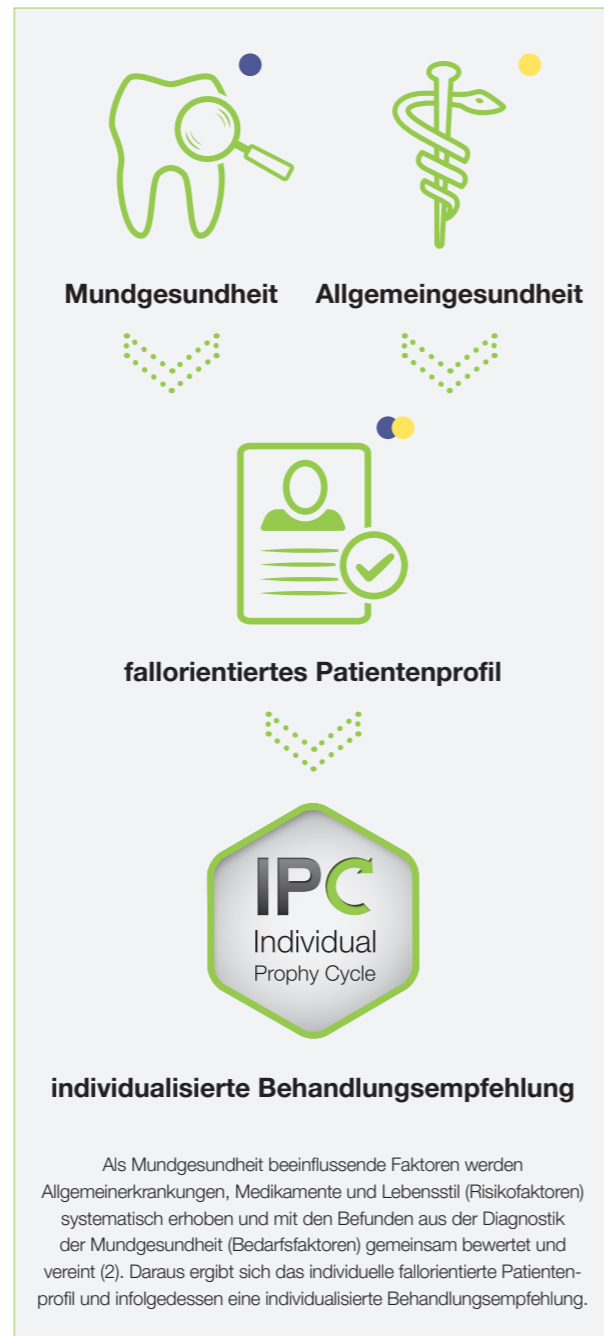 Mundgesundheit Allgemeingesundheit
fallorientiertes Patientenprofil
IPC
Individual
Prophy Cycle
individualisierte Behandlungsempfehlung
Als Mundgesundheit beeinflussende Faktoren werden
Allgemeinerkrankungen, Medikamente und Lebensstil (Risikofaktoren)
systematisch erhoben und mit den Befunden aus der Diagnostik
der Mundgesundheit (Bedarfsfaktoren) gemeinsam bewertet und
vereint (2). Daraus ergibt sich das individuelle fallorientierte Patienten-
profil und infolgedessen eine individualisierte Behandlungsempfehlung.